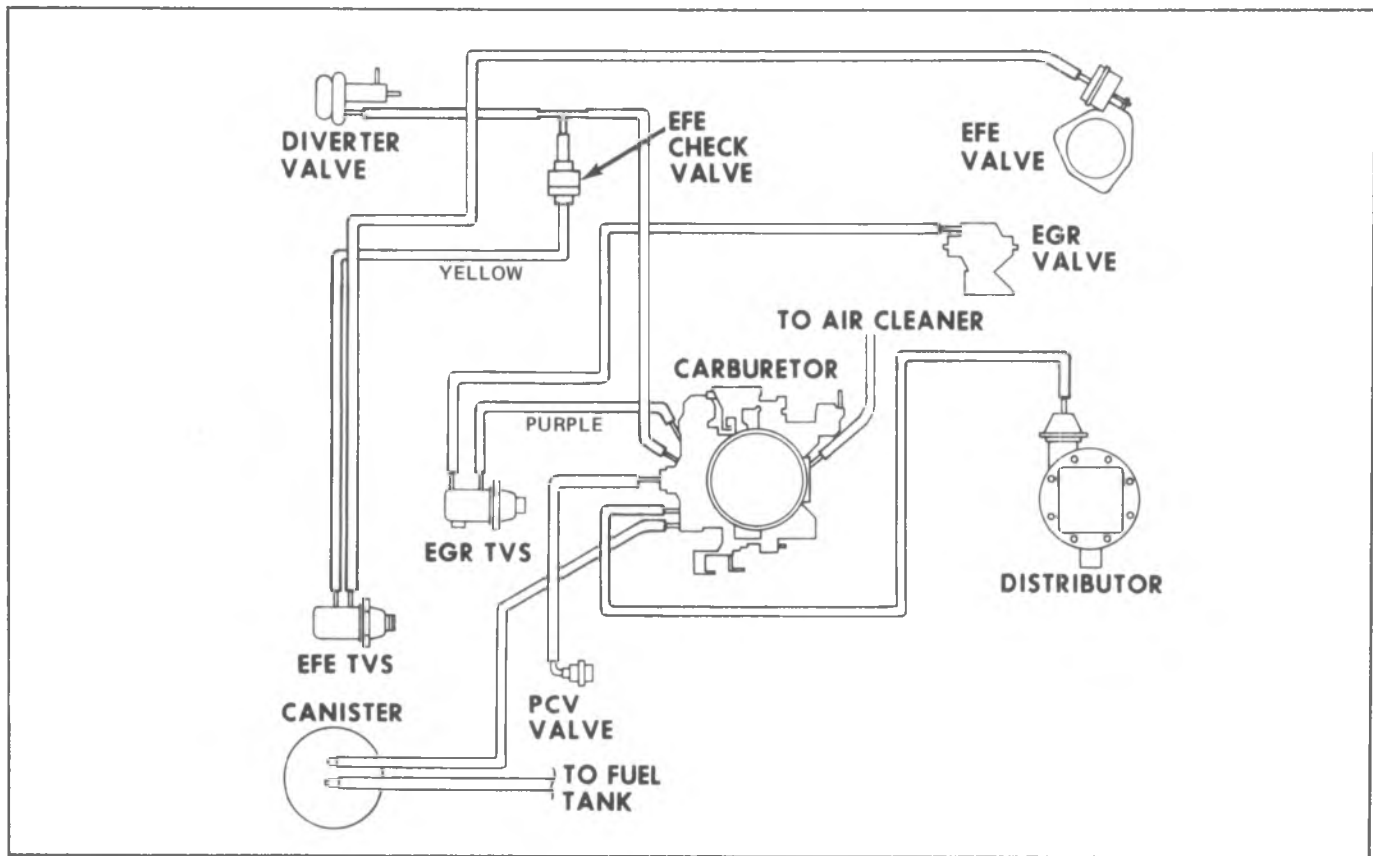 DIVERTER
VALVE
EFE
CHECK
VALVE
EFE
VALVE
YELLOW
EGR
VALVE
TO AIR CLEANER
CARBURETOR
PURPLE
EGR TVS
DISTRIBUTOR
EFE TVS
PCV
VALVE
CANISTER
TO FUEL
TANK